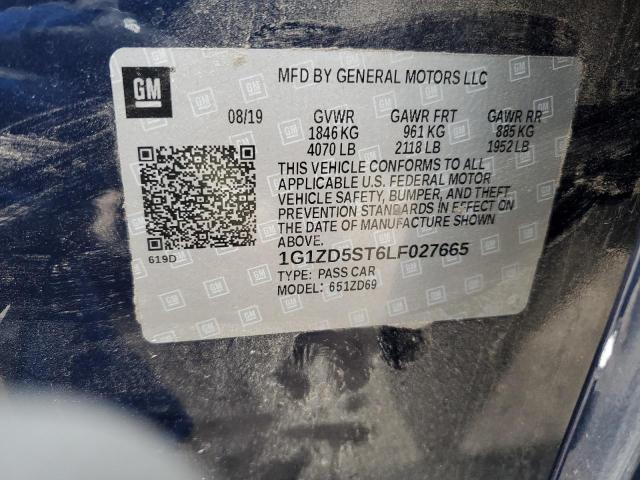 GM
MFD BY GENERAL MOTORS LLC
08/19 GVWR GAWR FRT GAWR RR
1846 KG 961 KG 885 KG
4070 LB 2118 LB 1952 LB
THIS VEHICLE CONFORMS TO ALL
APPLICABLE U.S. FEDERAL MOTOR
VEHICLE SAFETY, BUMPER, AND THEFT
PREVENTION STANDARDS IN EFFECT ON
THE DATE OF MANUFACTURE SHOWN
ABOVE.
619D
1G1ZD5ST6LF027665
TYPE: PASS CAR
MODEL: 651ZD69